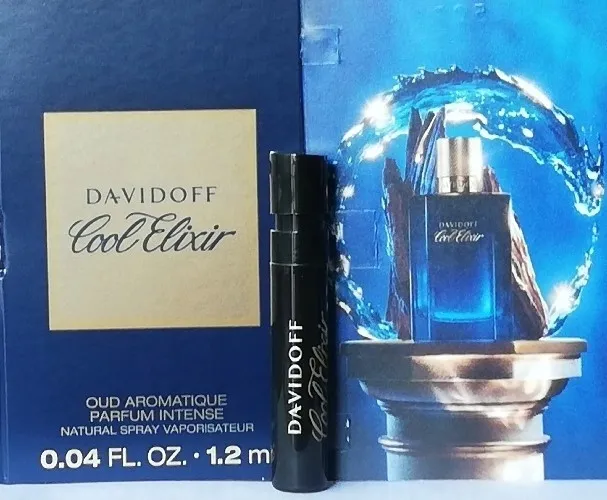 DAVIDOFF
Cool Elixir
OUD AROMATIQUE
PARFUM INTENSE
NATURAL SPRAY VAPORISATEUR
0.04 FL. OZ. · 1.2 m
DAVIDOFF
Cool Elixir
DAVIDOFF
Cool Elixir